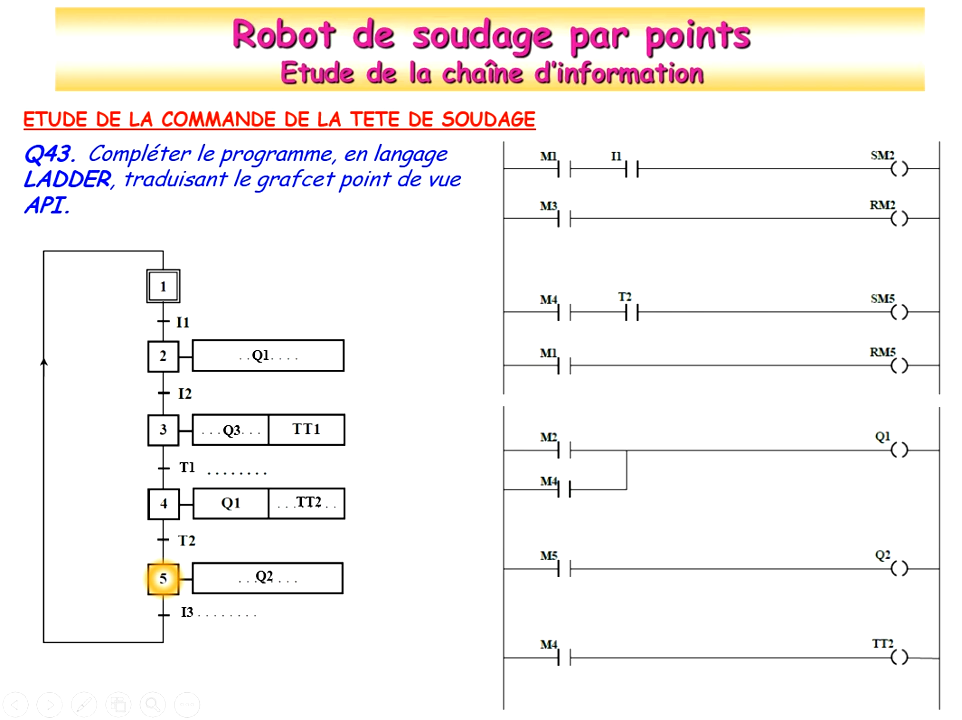 Robot de soudage par points
Etude de la chaîne d'information
ETUDE DE LA COMMANDE DE LA TETE DE SOUDAGE
Q43. Compléter le programme, en langage
LADDER, traduisant le grafcet point de vue
API.
1
I1
2 . . Q1. . . .
I2
3 . . . Q3. . . TT1
T1 . . . . . . . .
4 Q1 . . .TT2 . .
T2
5 . . .Q2 . . .
I3 . . . . . . . .
M1 I1 SM2
M3 RM2
M4 T2 SM5
M1 RM5
M2 Q1
M4
M5 Q2
M4 TT2